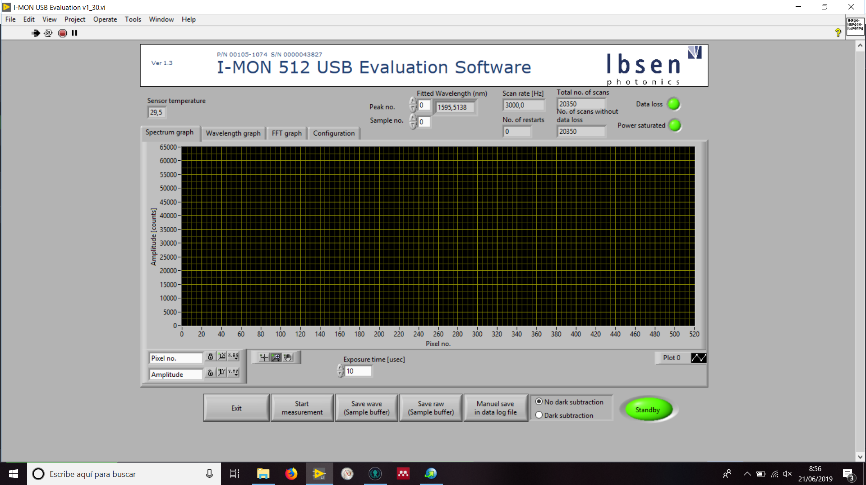 I-MON USB Evaluation v1_30.vi
File Edit View Project Operate Tools Window Help
Ver 1.3
P/N 00105-1074 S/N 0000043827
I-MON 512 USB Evaluation Software
Ibsen
photonics
Sensor temperature
29,5
Peak no.
0
Fitted Wavelength (nm)
1595,5138
Sample no.
0
Scan rate [Hz]
3000,0
No. of restarts
0
Total no. of scans
20350
No. of scans without
data loss
20350
Data loss
Power saturated
Spectrum graph Wavelength graph FFT graph Configuration
Amplitude [counts]
65000
60000
55000
50000
45000
40000
35000
30000
25000
20000
15000
10000
5000
0
0 20 40 60 80 100 120 140 160 180 200 220 240 260 280 300 320 340 360 380 400 420 440 460 480 500 520
Pixel no.
Pixel no.
Amplitude
Exposure time [usec]
10
Plot 0
Exit
Start
measurement
Save wave
(Sample buffer)
Save raw
(Sample buffer)
Manuel save
in data log file
No dark subtraction
Dark subtraction
Standby
Escribe aquí para buscar
8:56
21/06/2019
3